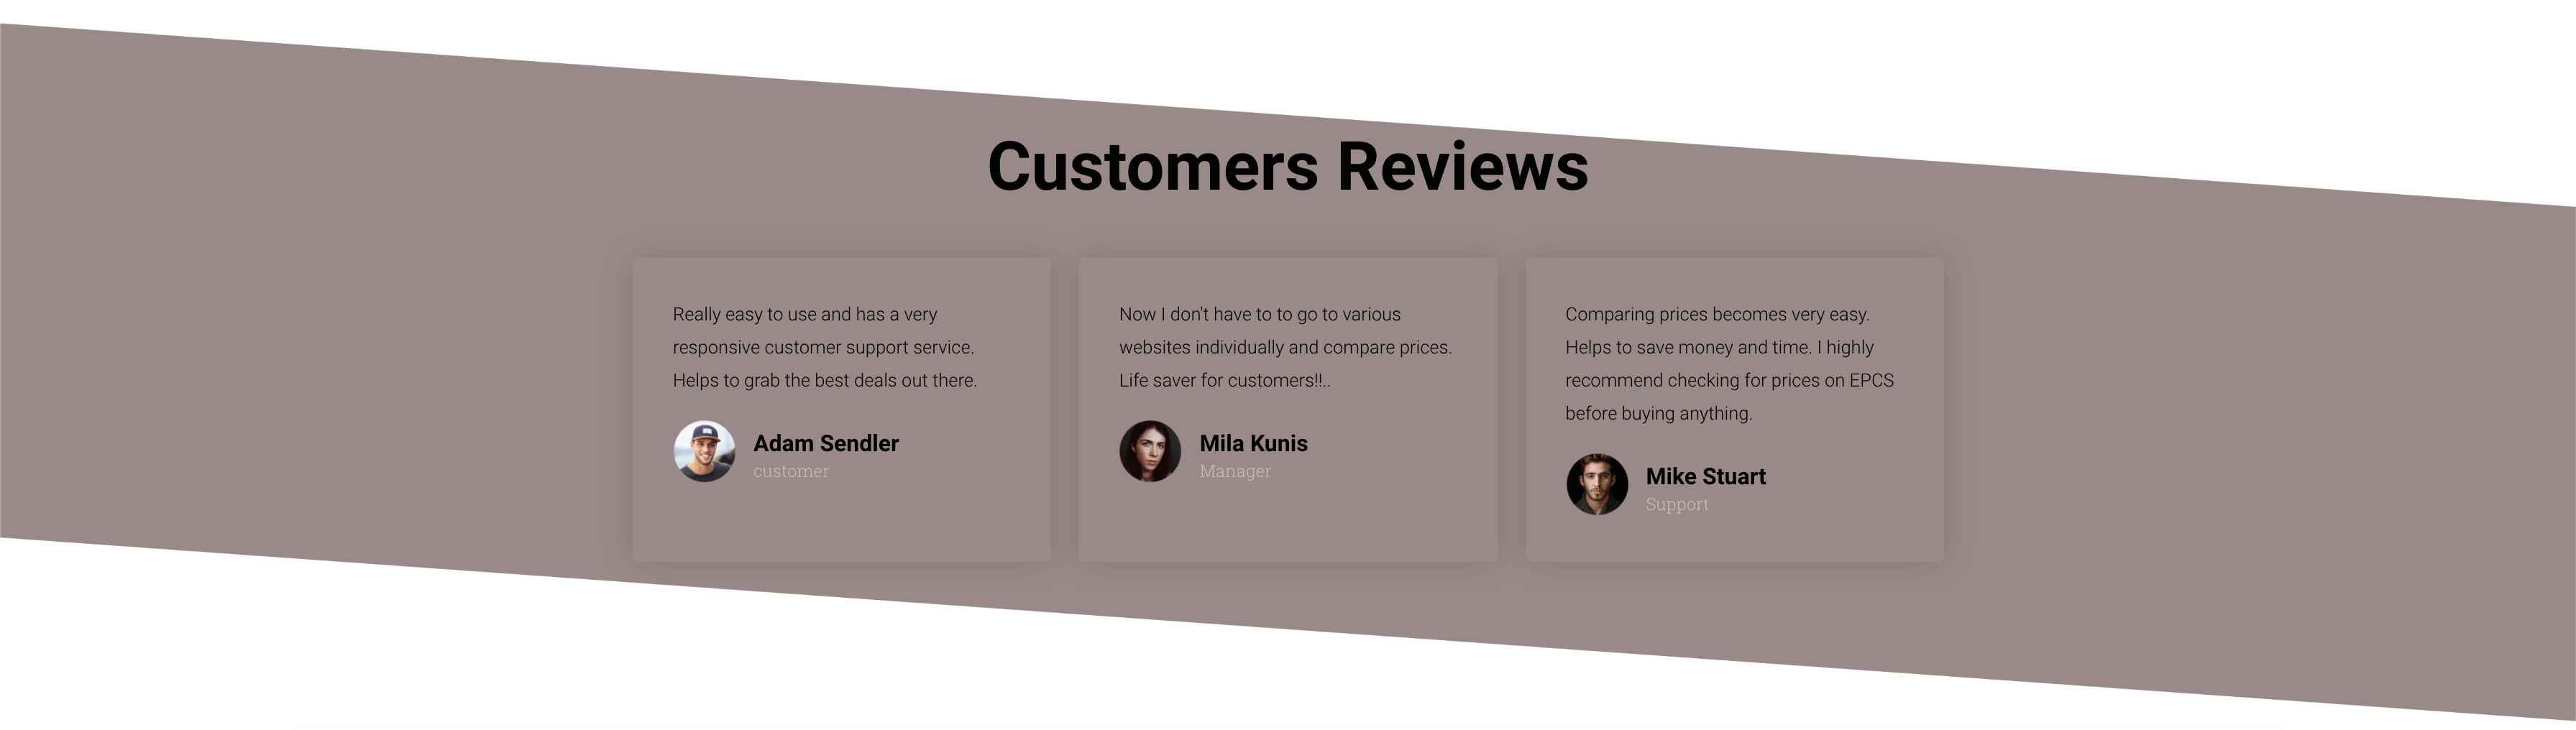 Customers Reviews
Really easy to use and has a very
responsive customer support service.
Helps to grab the best deals out there.
Adam Sendler
customer
Now I don't have to to go to various
websites individually and compare prices.
Life saver for customers!!..
Mila Kunis
Manager
Comparing prices becomes very easy.
Helps to save money and time. I highly
recommend checking for prices on EPCS
before buying anything.
Mike Stuart
Support